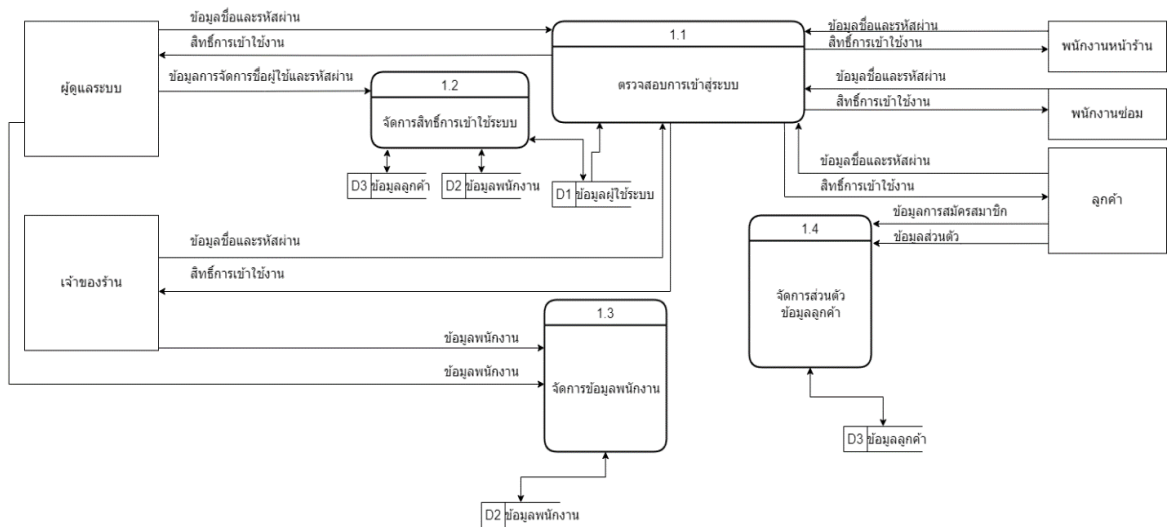 ข้อมูลชื่อและรหัสผ่าน
สิทธิ์การเข้าใช้งาน
ผู้ดูแลระบบ
ข้อมูลการจัดการชื่อผู้ใช้และรหัสผ่าน
1.1
ตรวจสอบการเข้าสู่ระบบ
ข้อมูลชื่อและรหัสผ่าน
สิทธิ์การเข้าใช้งาน
พนักงานหน้าร้าน
ข้อมูลชื่อและรหัสผ่าน
สิทธิ์การเข้าใช้งาน
พนักงานซ่อม
1.2
จัดการสิทธิ์การเข้าใช้ระบบ
D3 ข้อมูลลูกค้า
D2 ข้อมูลพนักงาน
D1 ข้อมูลผู้ใช้ระบบ
ข้อมูลชื่อและรหัสผ่าน
สิทธิ์การเข้าใช้งาน
ลูกค้า
ข้อมูลการสมัครสมาชิก
ข้อมูลส่วนตัว
1.4
จัดการส่วนตัว
ข้อมูลลูกค้า
ข้อมูลชื่อและรหัสผ่าน
สิทธิ์การเข้าใช้งาน
เจ้าของร้าน
1.3
จัดการข้อมูลพนักงาน
ข้อมูลพนักงาน
ข้อมูลพนักงาน
D3 ข้อมูลลูกค้า
D2 ข้อมูลพนักงาน